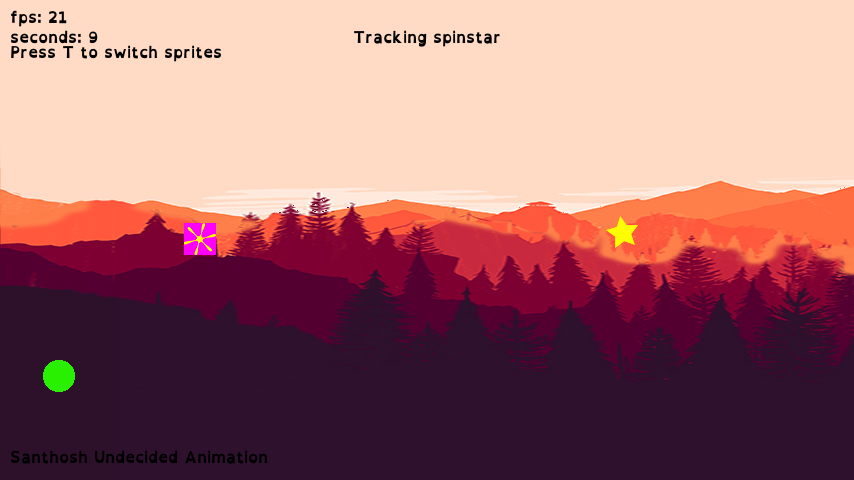 fps: 21
seconds: 9
Tracking spinstar
Press T to switch sprites
Santhosh Undecided Animation